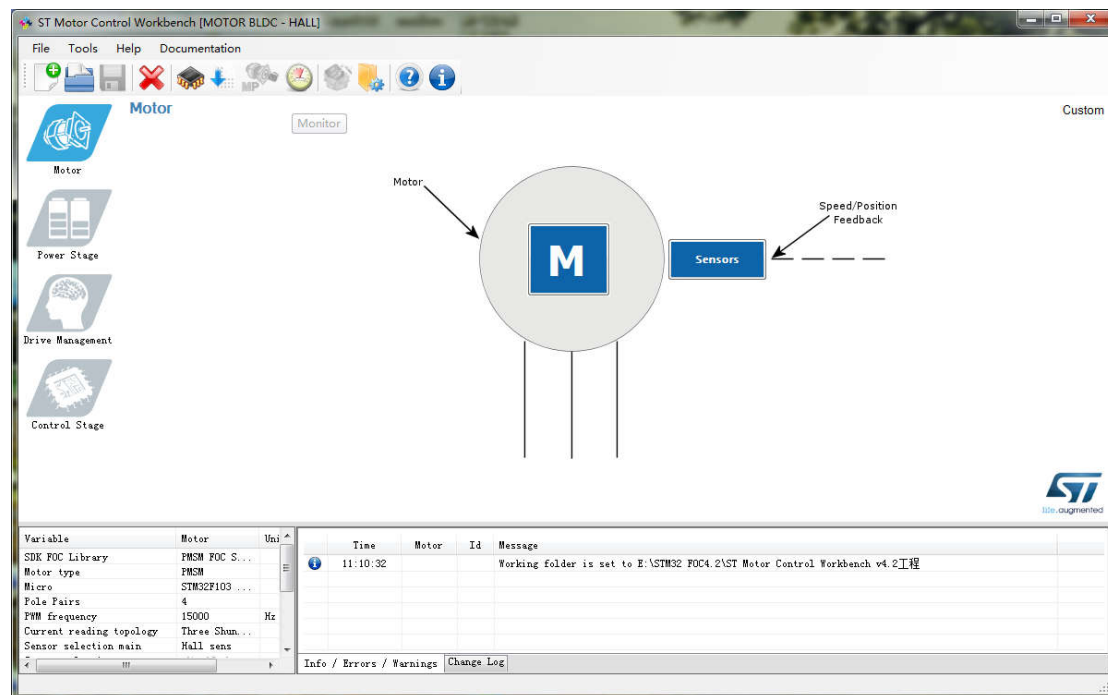 ST Motor Control Workbench [MOTOR BLDC - HALL]
File Tools Help Documentation
MP
Motor
Monitor
Custom
Motor
Power Stage
Drive Management
Control Stage
Motor
M
Sensors
Speed/Position
Feedback
ST
life.augmented
Variable Motor Uni
SDK FOC Library PMSM FOC S...
Motor type PMSM
Micro STM32F103 ...
Pole Pairs 4
PWM frequency 15000 Hz
Current reading topology Three Shun...
Sensor selection main Hall sens
Time Motor Id Message
11:10:32 Working folder is set to E:\STM32 FOC4.2\ST Motor Control Workbench v4.2工程
Info / Errors / Warnings Change Log